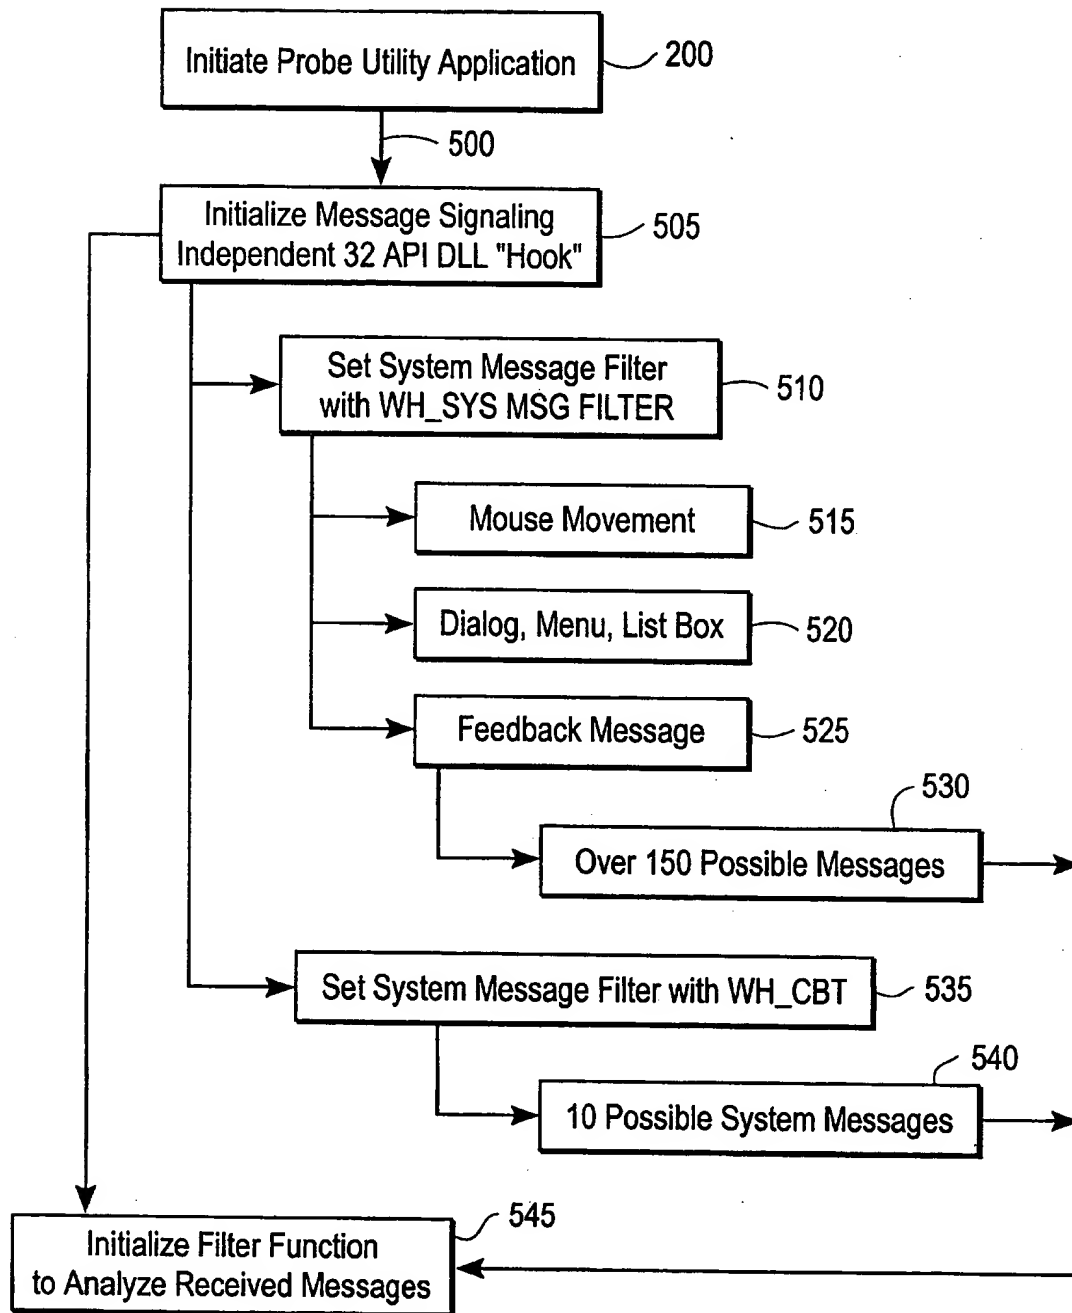 Initiate Probe Utility Application
200
500
Initialize Message Signaling
Independent 32 API DLL "Hook"
505
Set System Message Filter
with WH_SYS MSG FILTER
510
Mouse Movement
515
Dialog, Menu, List Box
520
Feedback Message
525
530
Over 150 Possible Messages
Set System Message Filter with WH_CBT
535
540
10 Possible System Messages
545
Initialize Filter Function
to Analyze Received Messages